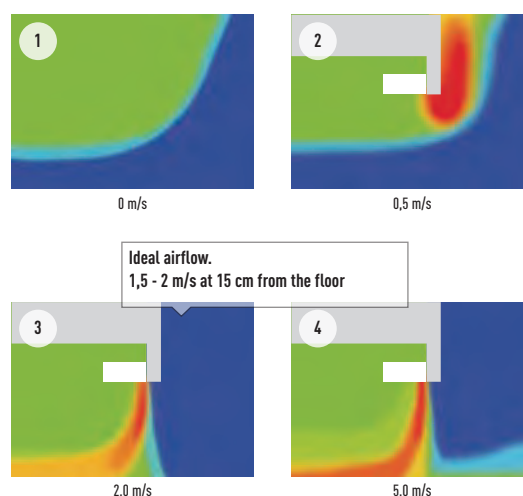 1
2
0 m/s
0,5 m/s
Ideal airflow.
1,5 - 2 m/s at 15 cm from the floor
3
4
2.0 m/s
5.0 m/s